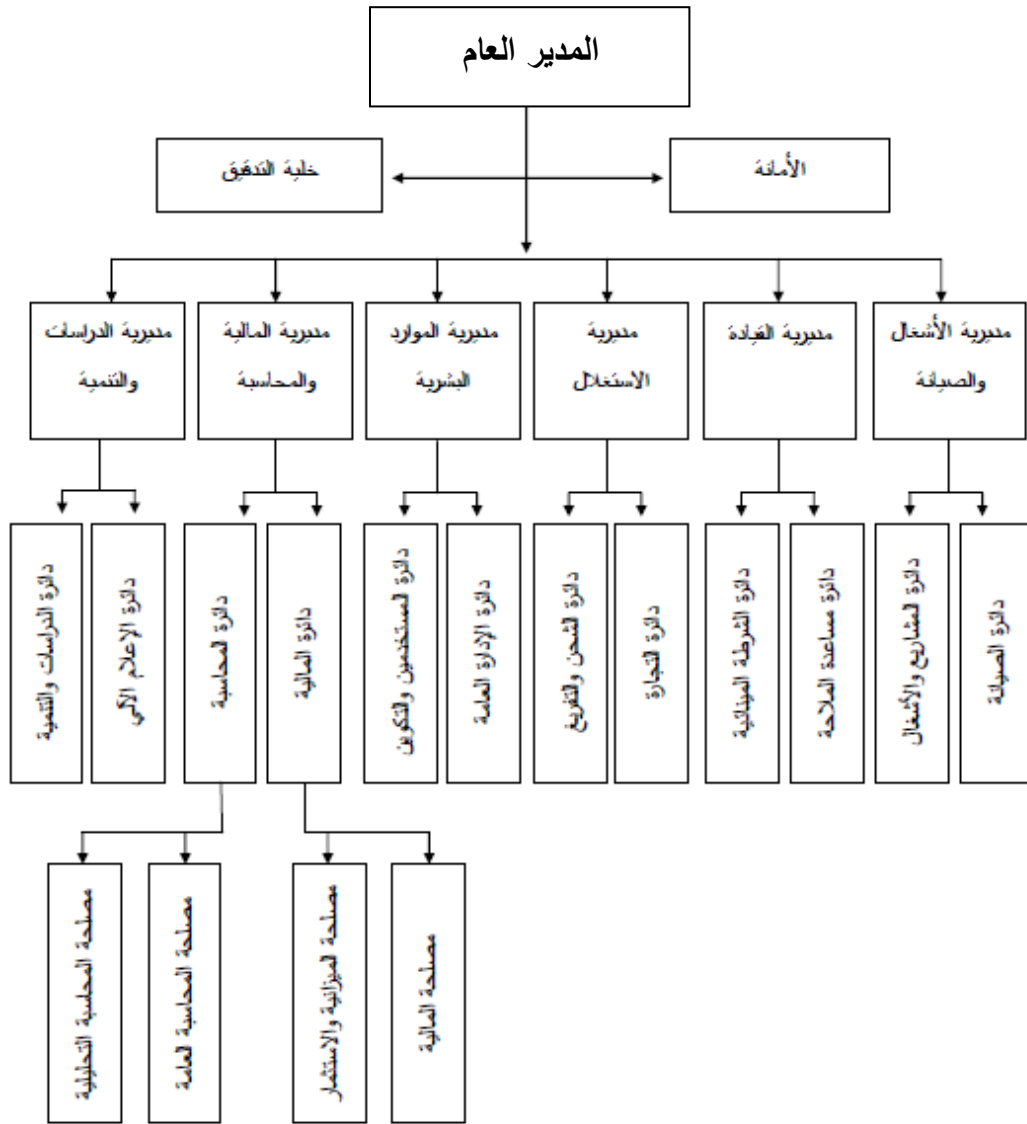 المدير العام
الأمانة
خلية التدقيق
مديرية الأشغال
والصيانة
مديرية القيادة
مديرية
الاستغلال
مديرية الموارد
البشرية
مديرية المالية
والمحاسبة
مديرية الدراسات
والتنمية
دائرة الصيانة
دائرة المشاريع والأشغال
دائرة مساعدة الملاحة
دائرة الشرطة المينائية
دائرة التجارة
دائرة الشحن والتفريغ
دائرة الإدارة العامة
دائرة المستخدمين والتكوين
دائرة المالية
دائرة المحاسبة
دائرة الإعلام الآلي
دائرة الدراسات والتنمية
مصلحة المالية
مصلحة الميزانية والاستثمار
مصلحة المحاسبة العامة
مصلحة المحاسبة التحليلية